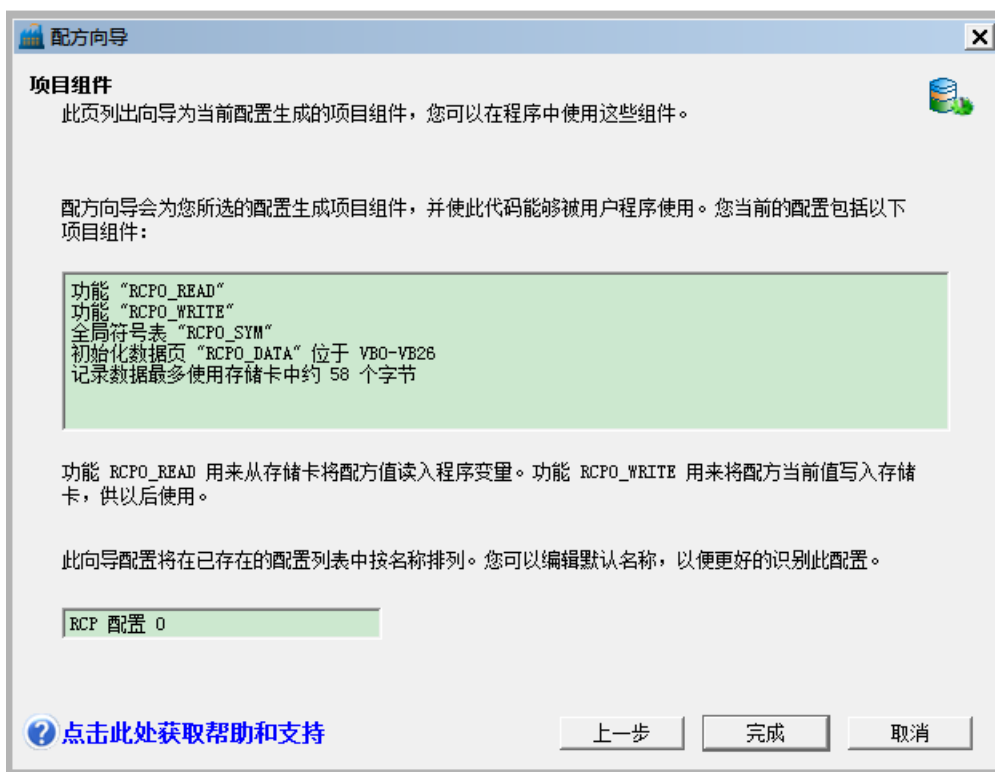 配方向导
项目组件
此页列出向导为当前配置生成的项目组件，您可以在程序中使用这些组件。
配方向导会为您所选的配置生成项目组件，并使此代码能够被用户程序使用。您当前的配置包括以下
项目组件：
功能 “RCP0_READ”
功能 “RCP0_WRITE”
全局符号表 “RCP0_SYM”
初始化数据页 “RCP0_DATA” 位于 VB0-VB26
记录数据最多使用存储卡中约 58 个字节
功能 RCP0_READ 用来从存储卡将配方值读入程序变量。功能 RCP0_WRITE 用来将配方当前值写入存储
卡，供以后使用。
此向导配置将在已存在的配置列表中按名称排列。您可以编辑默认名称，以便更好的识别此配置。
RCP 配置 0
点击此处获取帮助和支持
上一步
完成
取消